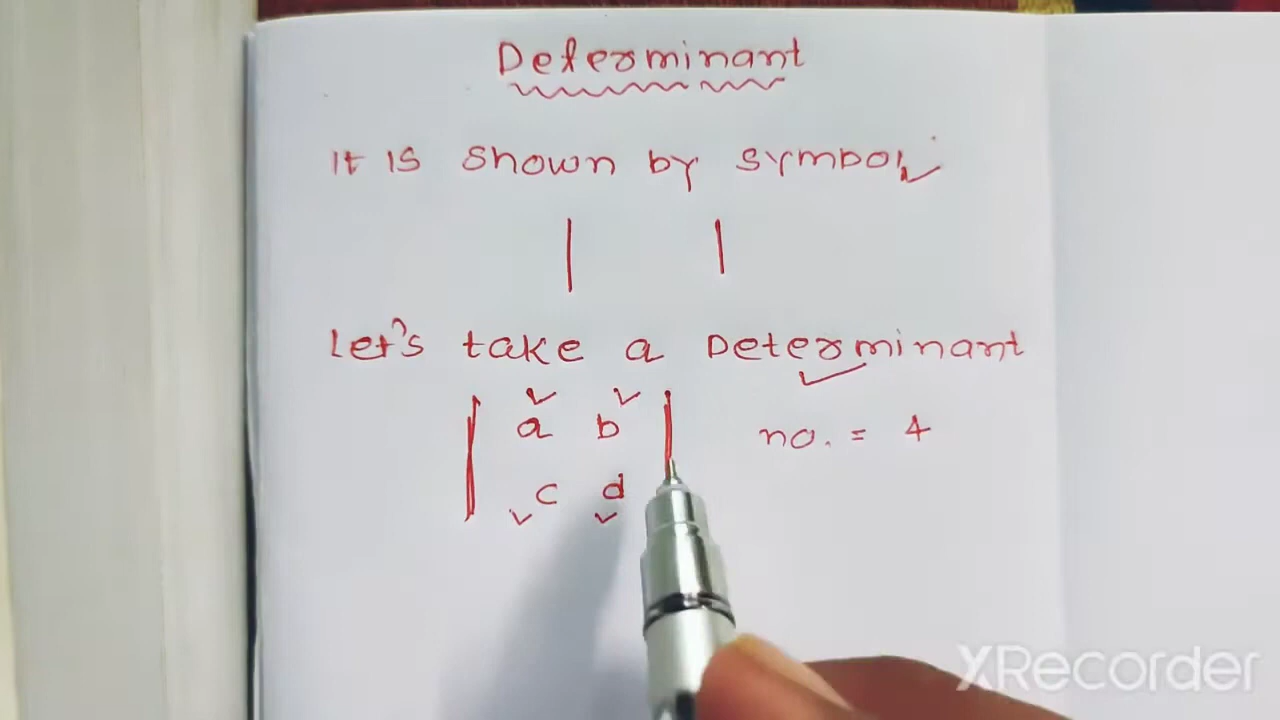 Determinant
It is shown by symbol
| |
Let's take a Determinant
| a b | no. = 4
c d
XRecorder